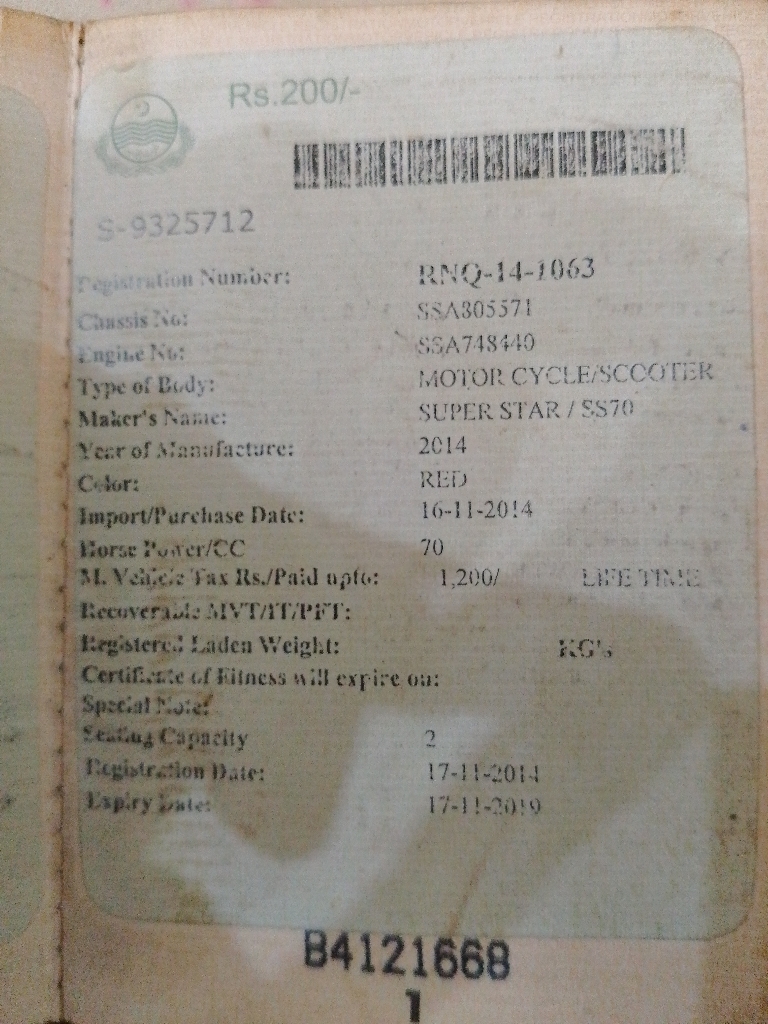 Rs.200/-
S-9325712
Registration Number: RNQ-14-1063
Chassis No: SSA805571
Engine No: SSA748440
Type of Body: MOTOR CYCLE/SCOOTER
Maker's Name: SUPER STAR / SS70
Year of Manufacture: 2014
Color: RED
Import/Purchase Date: 16-11-2014
Horse Power/CC 70
M. Vehicle Tax Rs./Paid upto: 1,200/ LIFE TIME
Recoverable MVT/IT/PFT:
Registered Laden Weight: KG's
Certificate of Fitness will expire on:
Special Note:
Seating Capacity 2
Registration Date: 17-11-2014
Expiry Date: 17-11-2019
B4121668
1